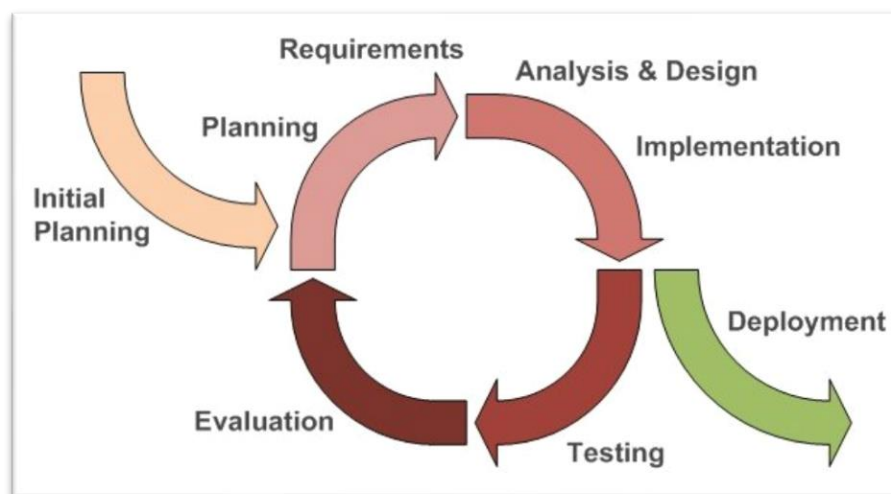 Requirements
Analysis & Design
Planning
Implementation
Initial
Planning
Deployment
Evaluation
Testing